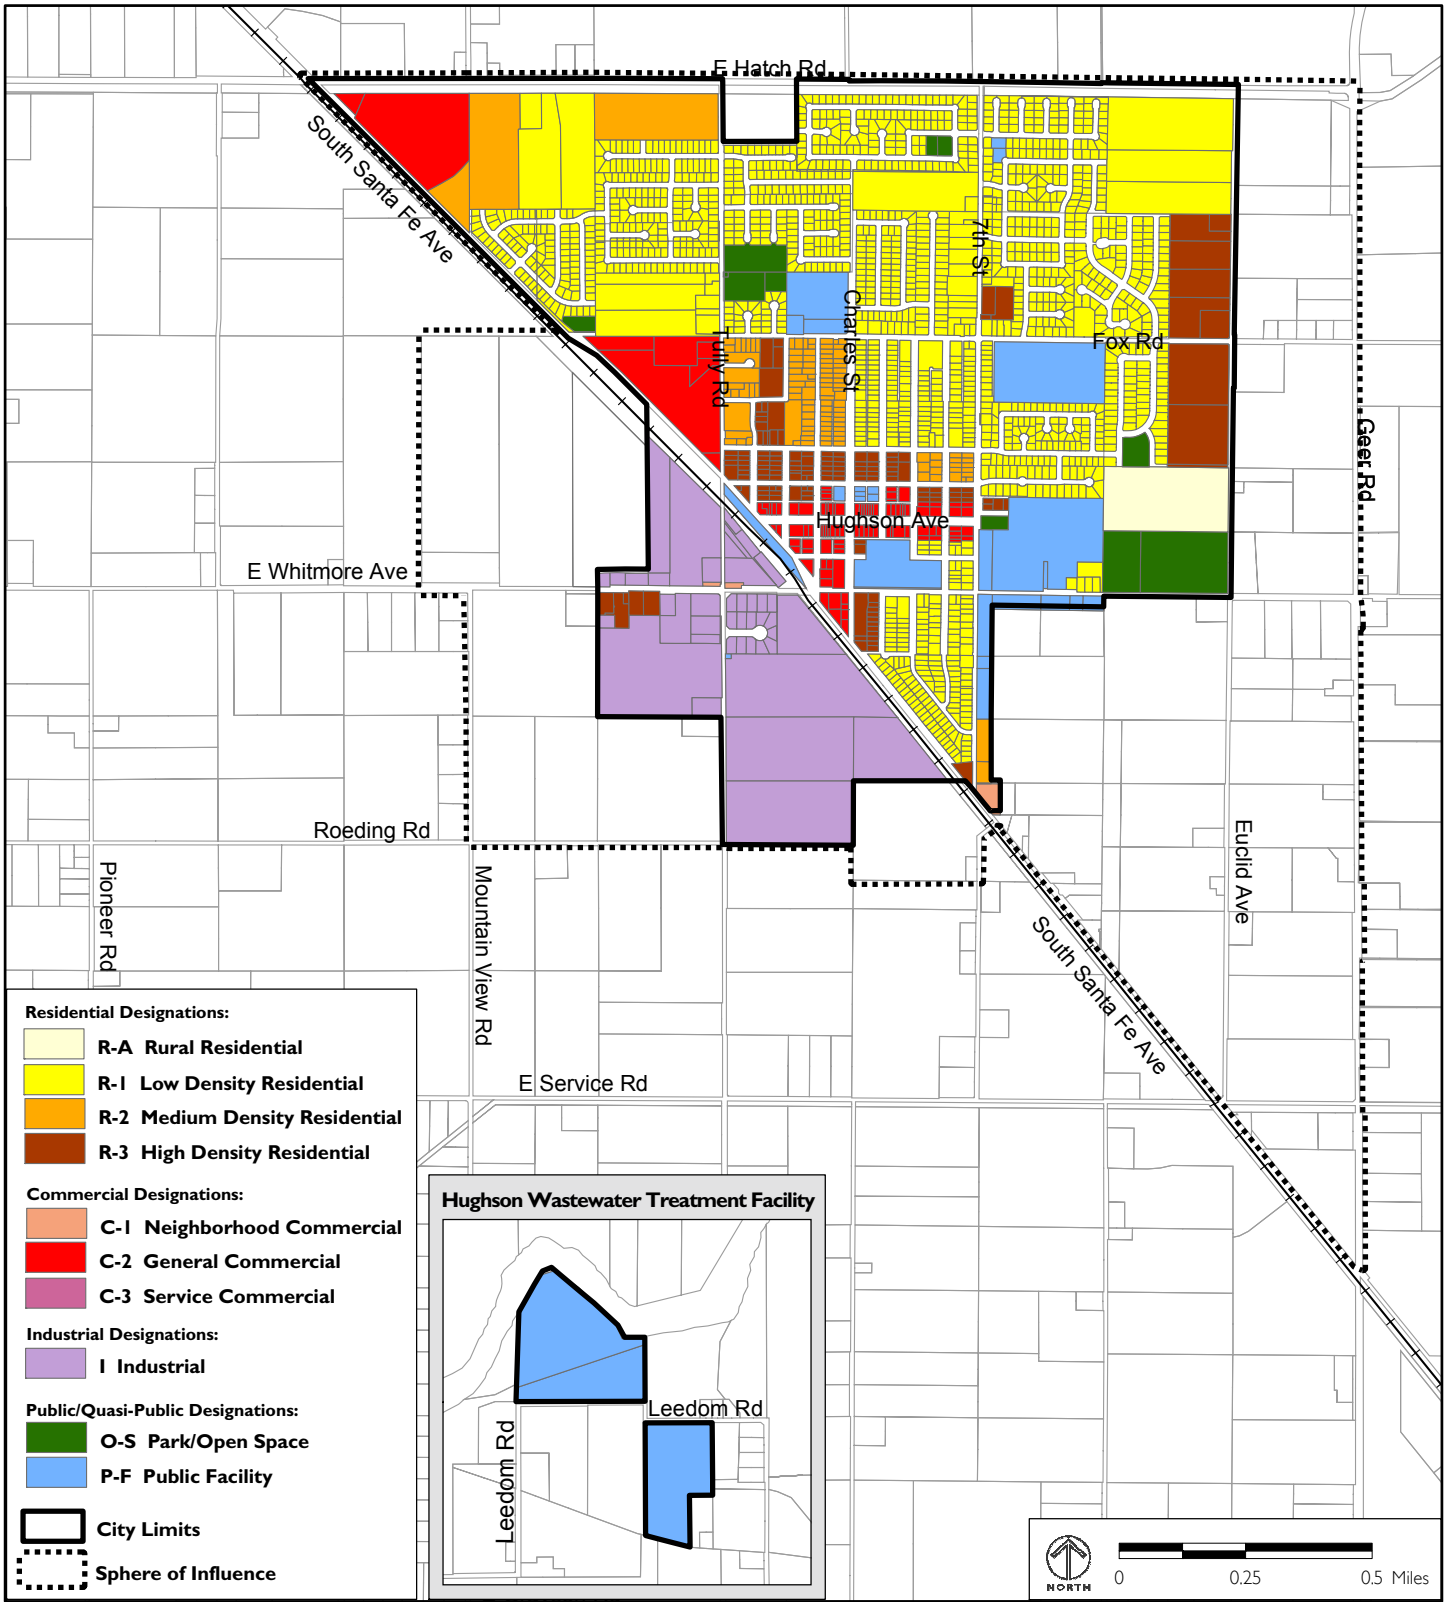 E Hatch Rd
South Santa Fe Ave
7th St
Charles St
Tully Rd
Fox Rd
Geer Rd
Hughson Ave
E Whitmore Ave
Roeding Rd
Pioneer Rd
Mountain View Rd
Euclid Ave
South Santa Fe Ave
E Service Rd
Residential Designations:
R-A Rural Residential
R-1 Low Density Residential
R-2 Medium Density Residential
R-3 High Density Residential
Commercial Designations:
C-1 Neighborhood Commercial
C-2 General Commercial
C-3 Service Commercial
Industrial Designations:
I Industrial
Public/Quasi-Public Designations:
O-S Park/Open Space
P-F Public Facility
City Limits
Sphere of Influence
Hughson Wastewater Treatment Facility
Leedom Rd
Leedom Rd
NORTH
0 0.25 0.5 Miles